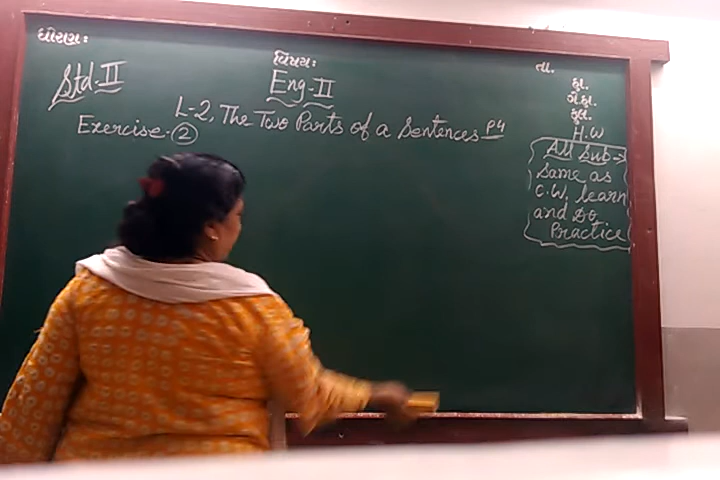 ધોરણ:
વિષય:
તા.
Std-II
Eng-II
કુા.
ગે.હા.
કુલ.
L-2, The Two Parts of a Sentences P4
Exercise-2
H.W
All Sub→
Same as
C.W. learn
and Do
Practice